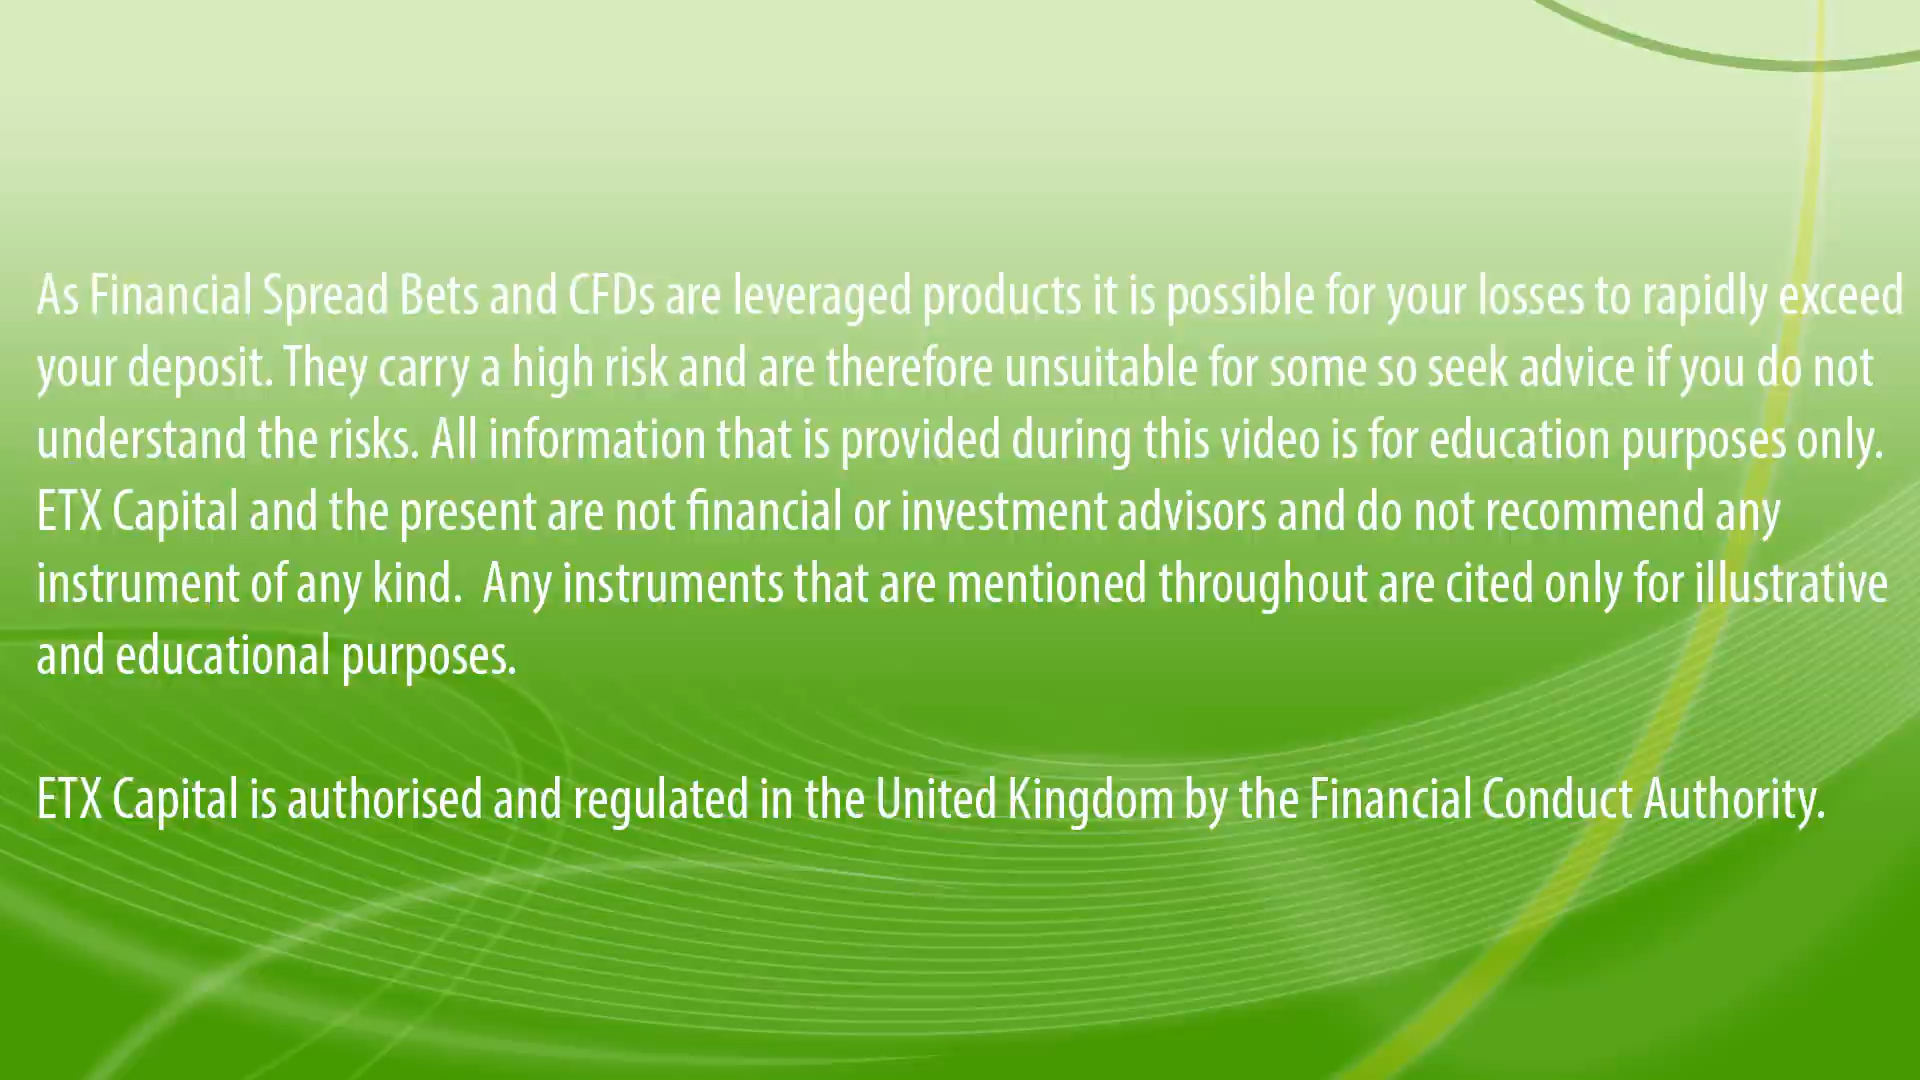 As Financial Spread Bets and CFDs are leveraged products it is possible for your losses to rapidly exceed
your deposit. They carry a high risk and are therefore unsuitable for some so seek advice if you do not
understand the risks. All information that is provided during this video is for education purposes only.
ETX Capital and the present are not financial or investment advisors and do not recommend any
instrument of any kind.  Any instruments that are mentioned throughout are cited only for illustrative
and educational purposes.
ETX Capital is authorised and regulated in the United Kingdom by the Financial Conduct Authority.